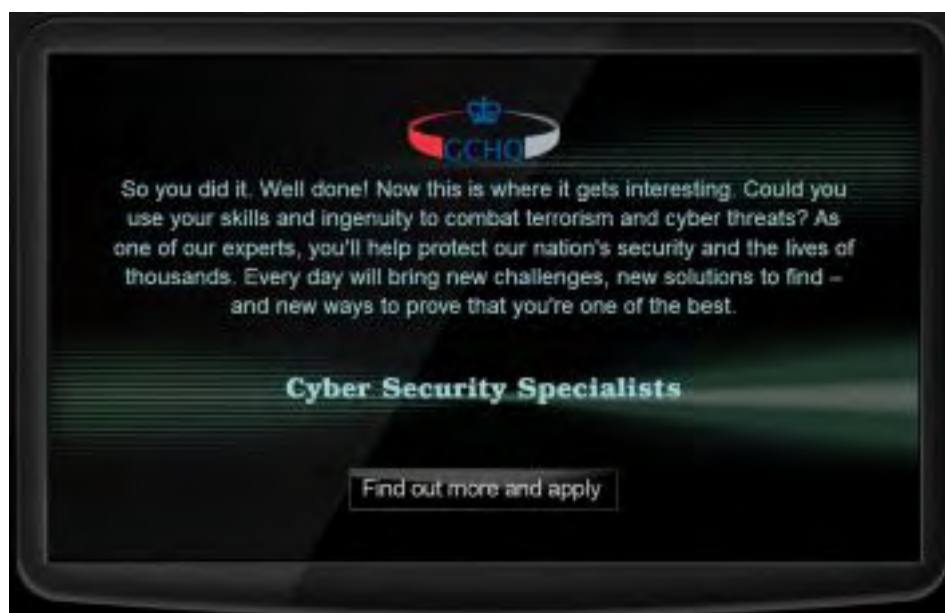 GCHQ
So you did it. Well done! Now this is where it gets interesting. Could you
use your skills and ingenuity to combat terrorism and cyber threats? As
one of our experts, you'll help protect our nation's security and the lives of
thousands. Every day will bring new challenges, new solutions to find –
and new ways to prove that you're one of the best.
Cyber Security Specialists
Find out more and apply